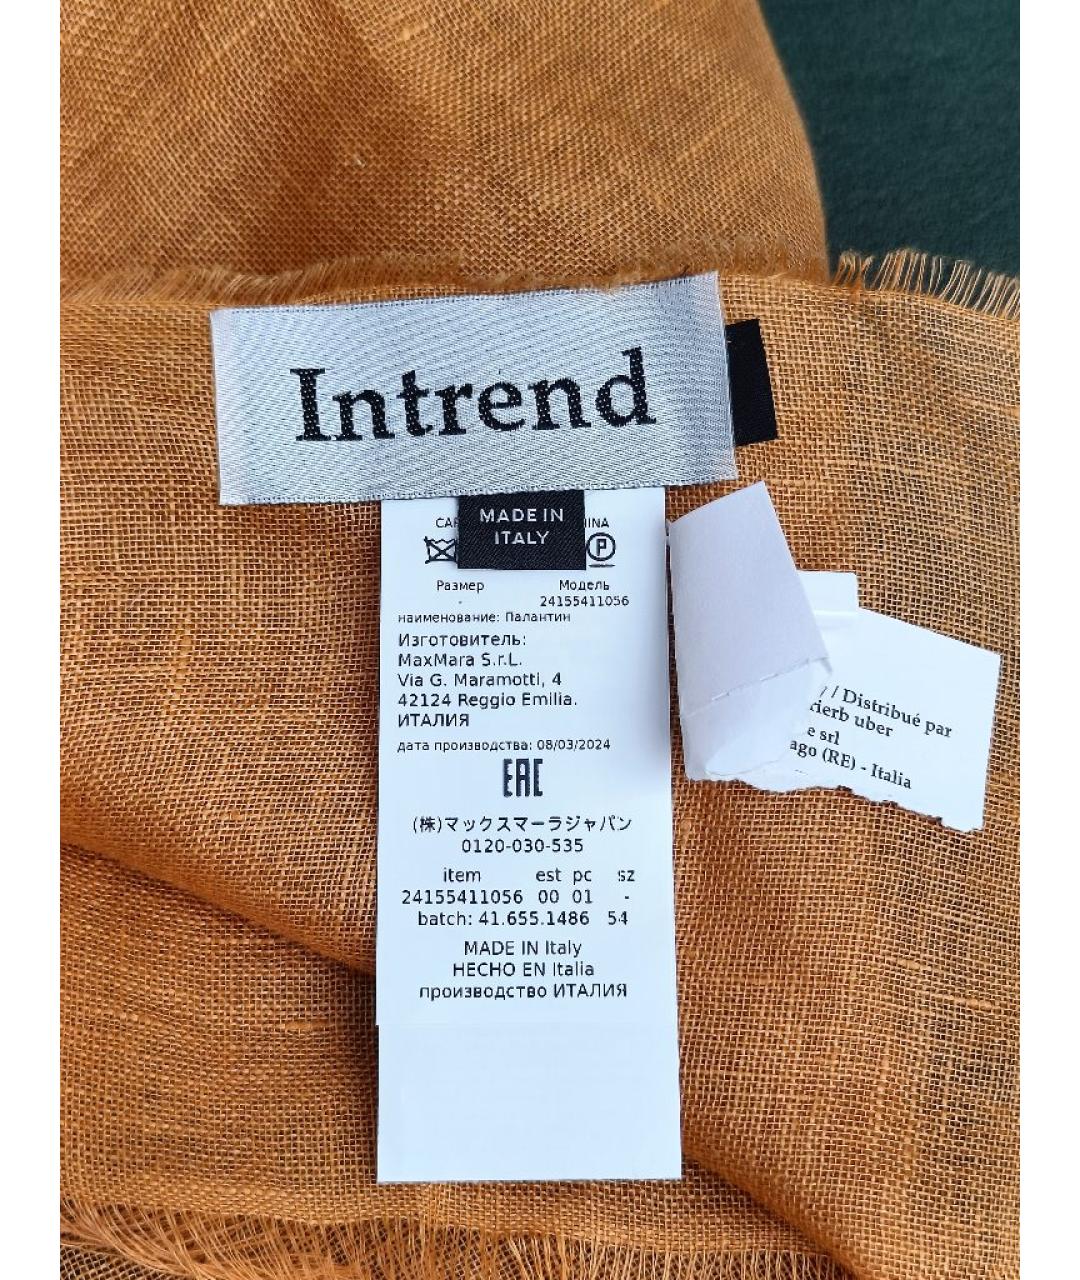 Intrend
MADE IN
ITALY
P
Размер Модель
- 24155411056
наименование: Палантин
Изготовитель:
MaxMara S.r.L.
Via G. Maramotti, 4
42124 Reggio Emilia.
ИТАЛИЯ
дата производства: 08/03/2024
EAC
(株)マックスマーラジャパン
0120-030-535
item est pc sz
24155411056 00 01 -
batch: 41.655.1486 54
MADE IN Italy
HECHO EN Italia
производство ИТАЛИЯ
/ Distribué par
uber
srl
(RE) - Italia